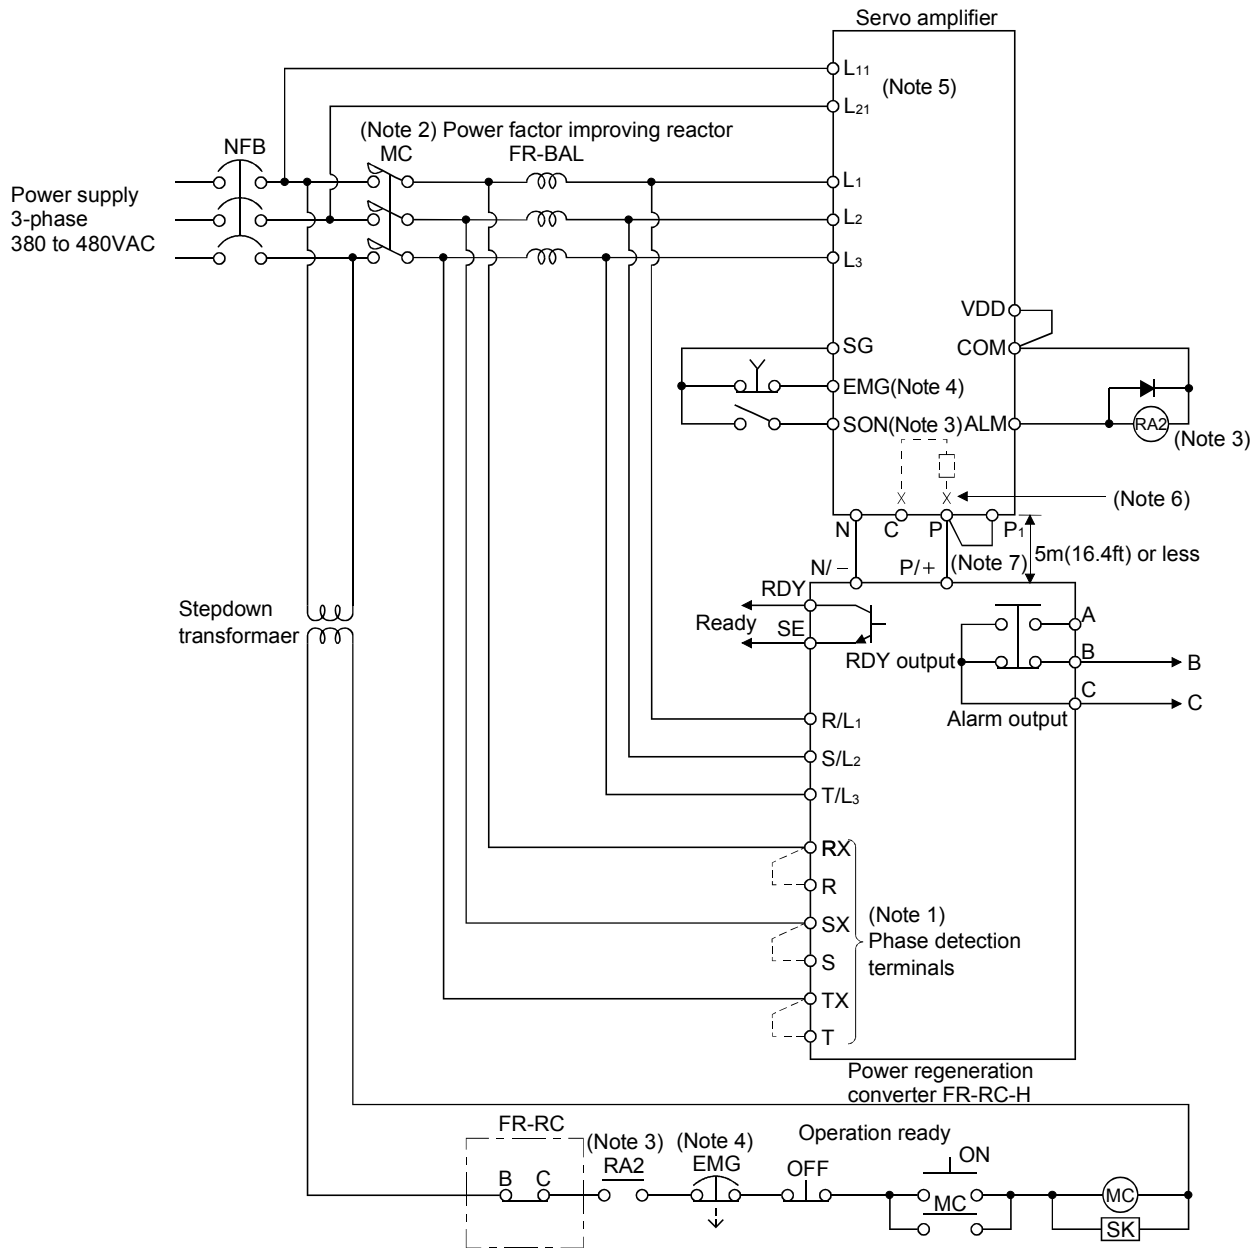 Servo amplifier
L11
(Note 5)
L21
(Note 2) Power factor improving reactor
NFB
MC
FR-BAL
Power supply
3-phase
380 to 480VAC
L1
L2
L3
VDD
SG
COM
EMG(Note 4)
SON(Note 3)
ALM
RA2
(Note 3)
(Note 6)
N
C
P
P1
5m(16.4ft) or less
N/−
P/+
(Note 7)
RDY
Ready
SE
RDY output
A
B
B
C
C
Alarm output
Stepdown
transformaer
R/L1
S/L2
T/L3
RX
R
SX
S
TX
T
(Note 1)
Phase detection
terminals
Power regeneration
converter FR-RC-H
FR-RC
B
C
(Note 3)
RA2
(Note 4)
EMG
Operation ready
OFF
ON
MC
MC
SK